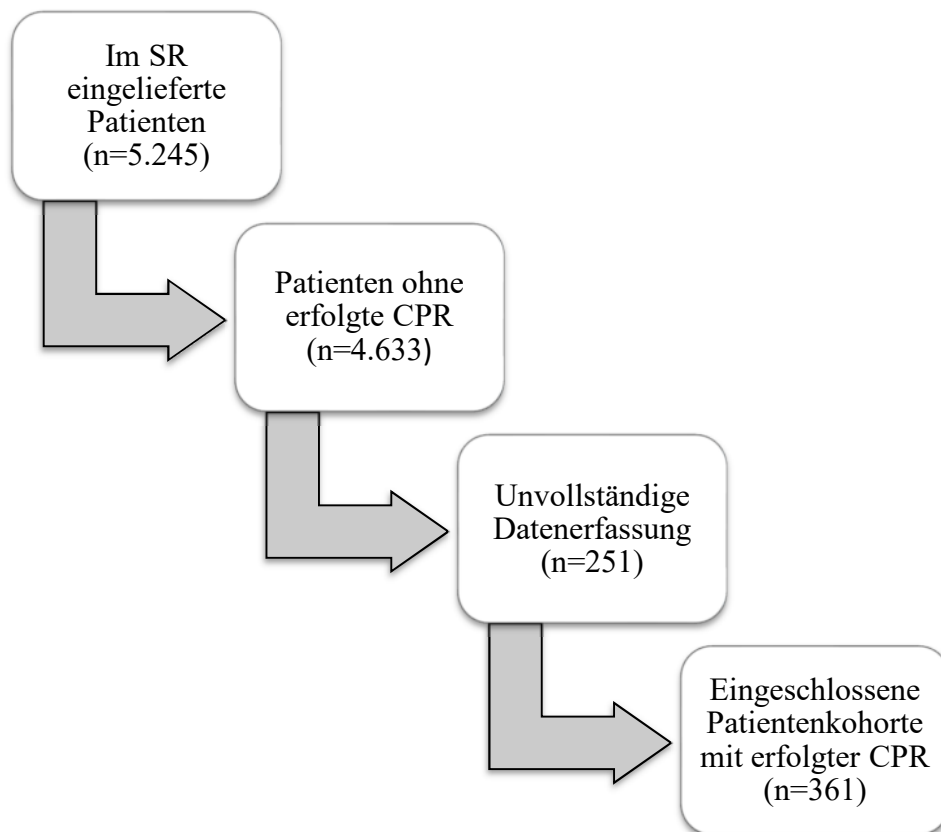 Im SR
eingelieferte
Patienten
(n=5.245)
Patienten ohne
erfolgte CPR
(n=4.633)
Unvollständige
Datenerfassung
(n=251)
Eingeschlossene
Patientenkohorte
mit erfolgter CPR
(n=361)